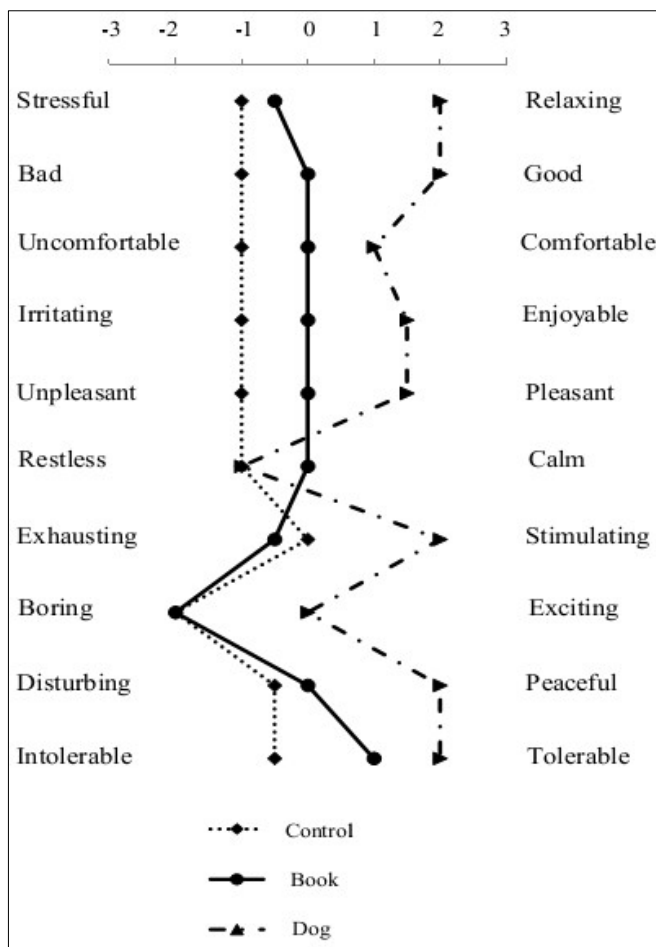 -3 -2 -1 0 1 2 3
Stressful Relaxing
Bad Good
Uncomfortable Comfortable
Irritating Enjoyable
Unpleasant Pleasant
Restless Calm
Exhausting Stimulating
Boring Exciting
Disturbing Peaceful
Intolerable Tolerable
Control
Book
Dog